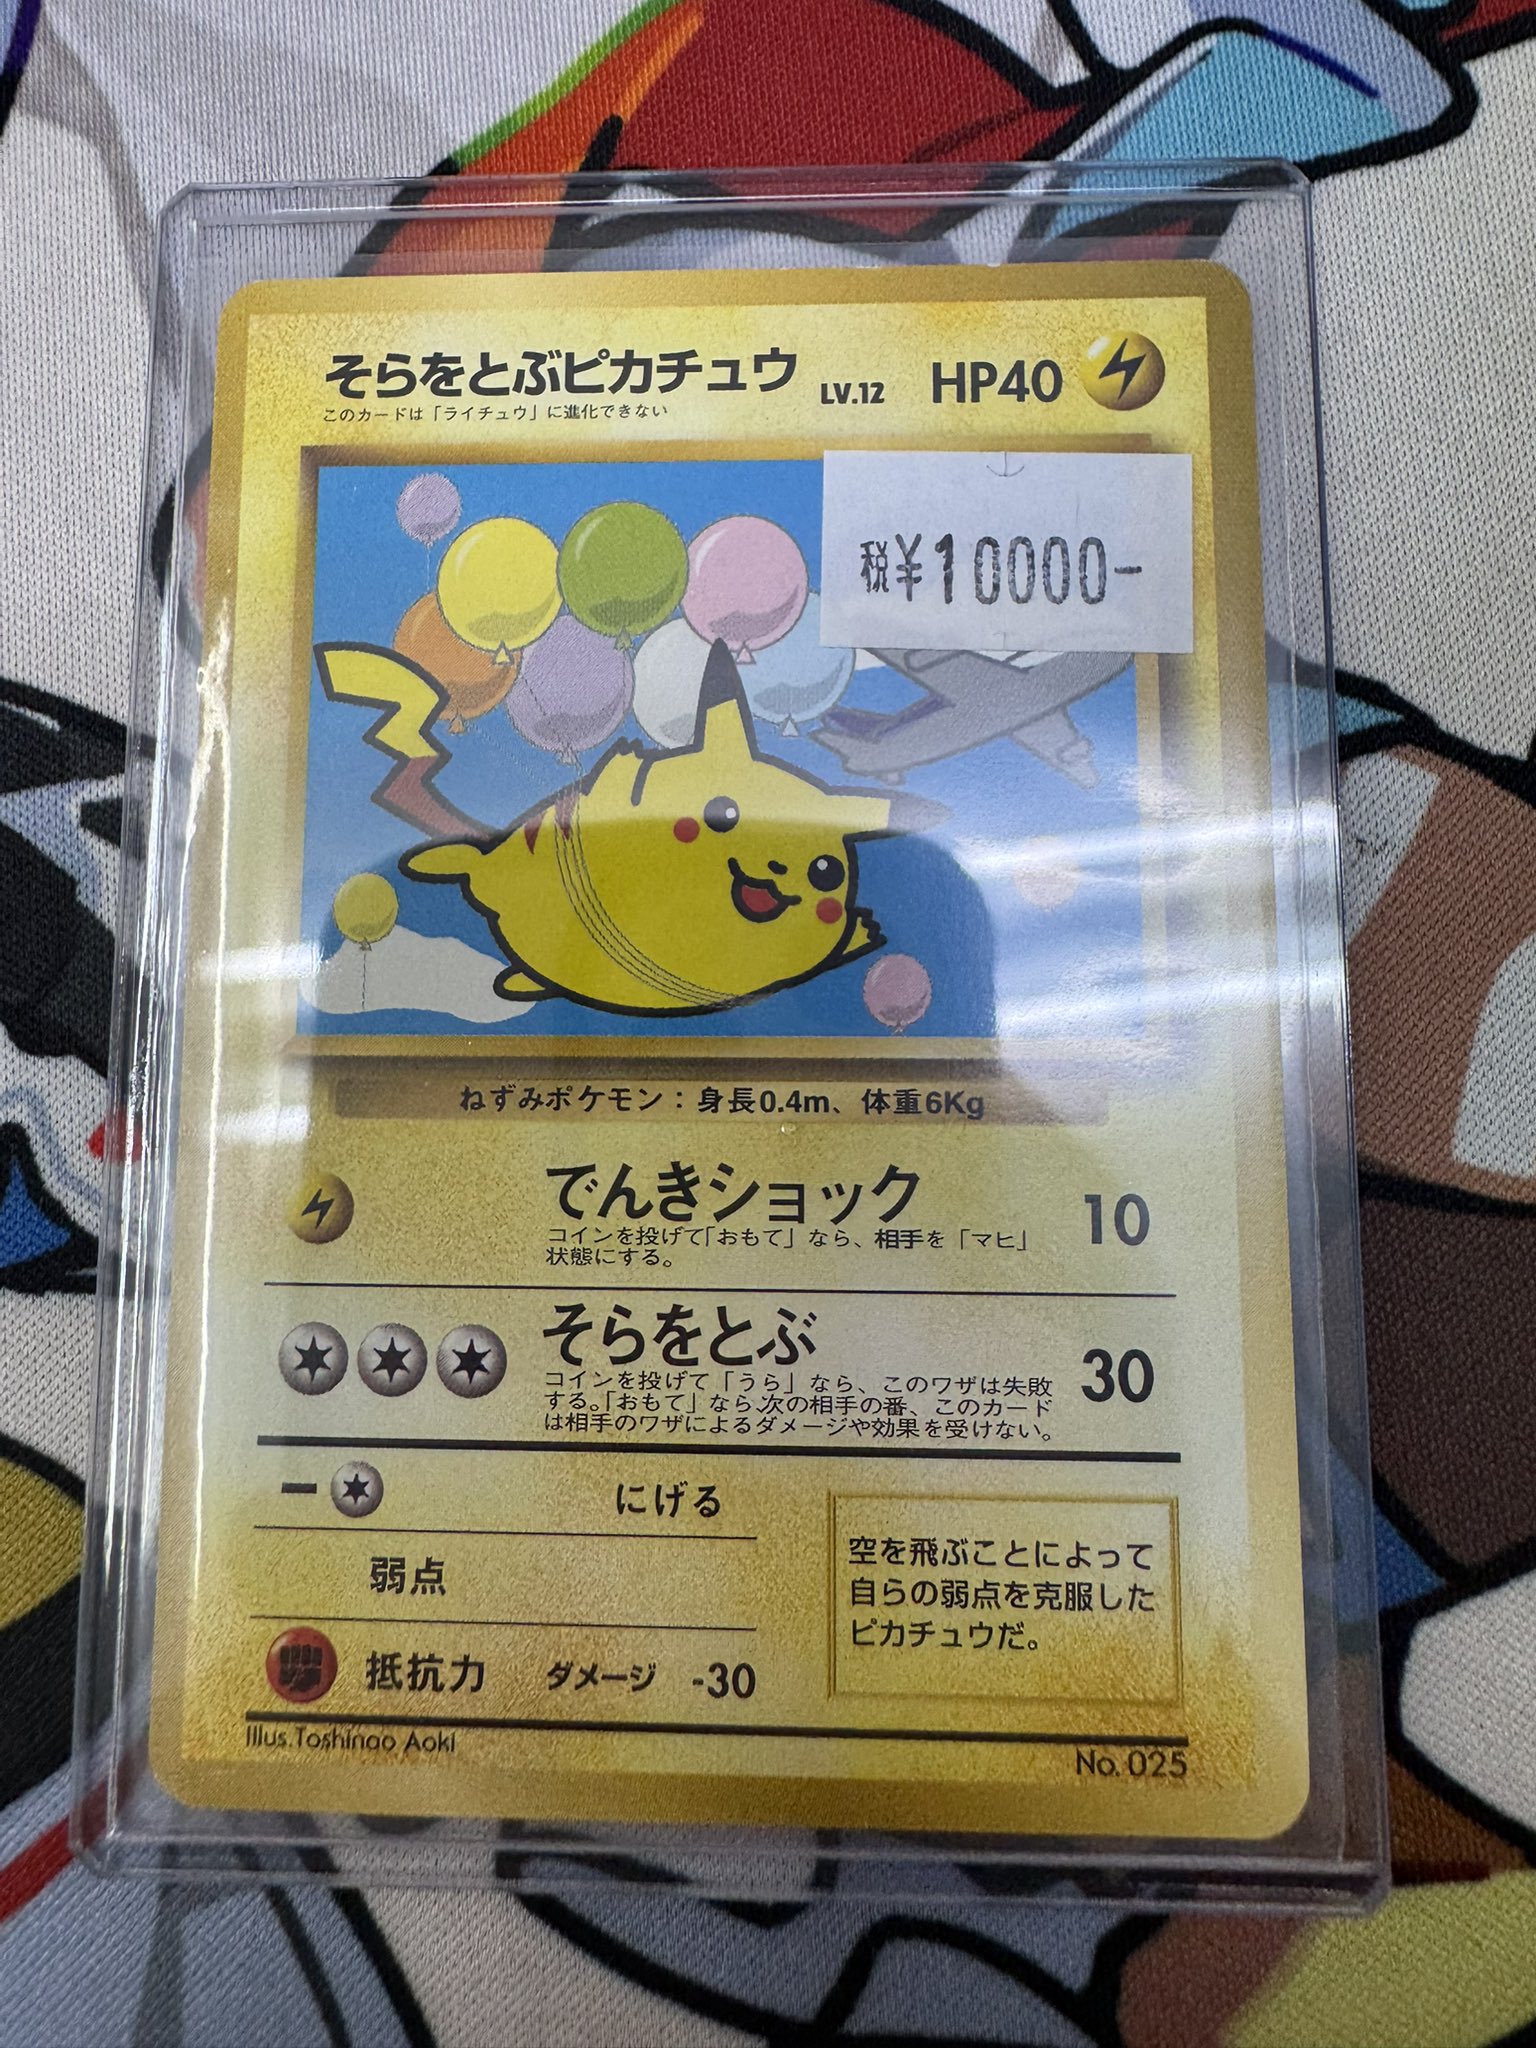 そらをとぶピカチュウ LV.12 HP40
このカードは「ライチュウ」に進化できない
税¥10000-
ねずみポケモン：身長0.4m、体重6Kg
でんきショック 10
コインを投げて「おもて」なら、相手を「マヒ」
状態にする。
そらをとぶ 30
コインを投げて「うら」なら、このワザは失敗
する。「おもて」なら、次の相手の番、このカード
は相手のワザによるダメージや効果を受けない。
− にげる
弱点
抵抗力 ダメージ -30
空を飛ぶことによって
自らの弱点を克服した
ピカチュウだ。
Illus.Toshinao Aoki
No.025